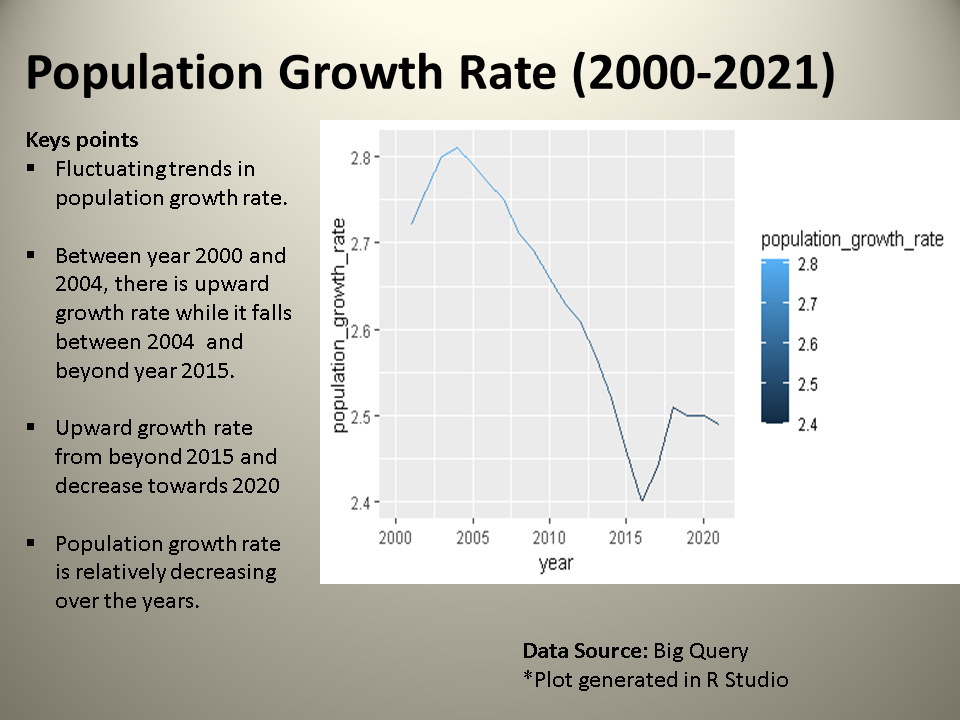 Population Growth Rate (2000-2021)
Keys points
▪ Fluctuating trends in
population growth rate.
▪ Between year 2000 and
2004, there is upward
growth rate while it falls
between 2004 and
beyond year 2015.
▪ Upward growth rate
from beyond 2015 and
decrease towards 2020
▪ Population growth rate
is relatively decreasing
over the years.
population_growth_rate
2.8
2.7
2.6
2.5
2.4
2000 2005 2010 2015 2020
year
population_growth_rate
2.8
2.7
2.6
2.5
2.4
Data Source: Big Query
*Plot generated in R Studio